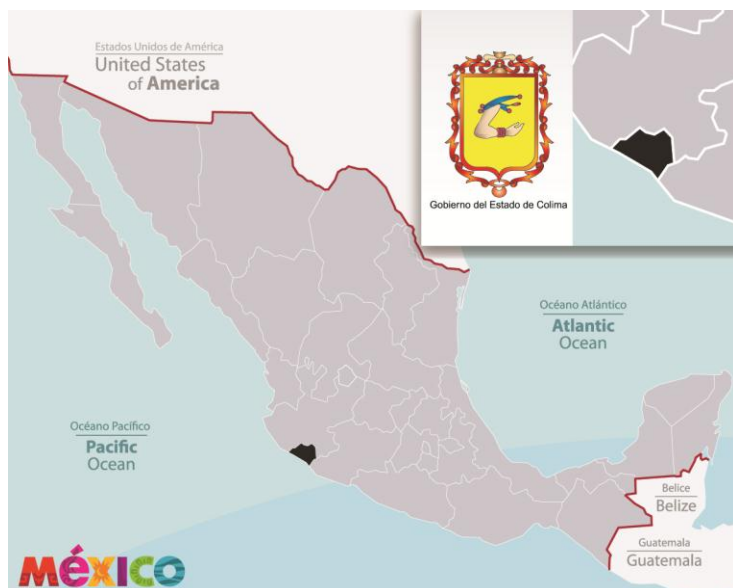 Estados Unidos de América
United States
of America
Gobierno del Estado de Colima
Océano Atlántico
Atlantic
Ocean
Océano Pacífico
Pacific
Ocean
Belice
Belize
Guatemala
Guatemala
MéXICO